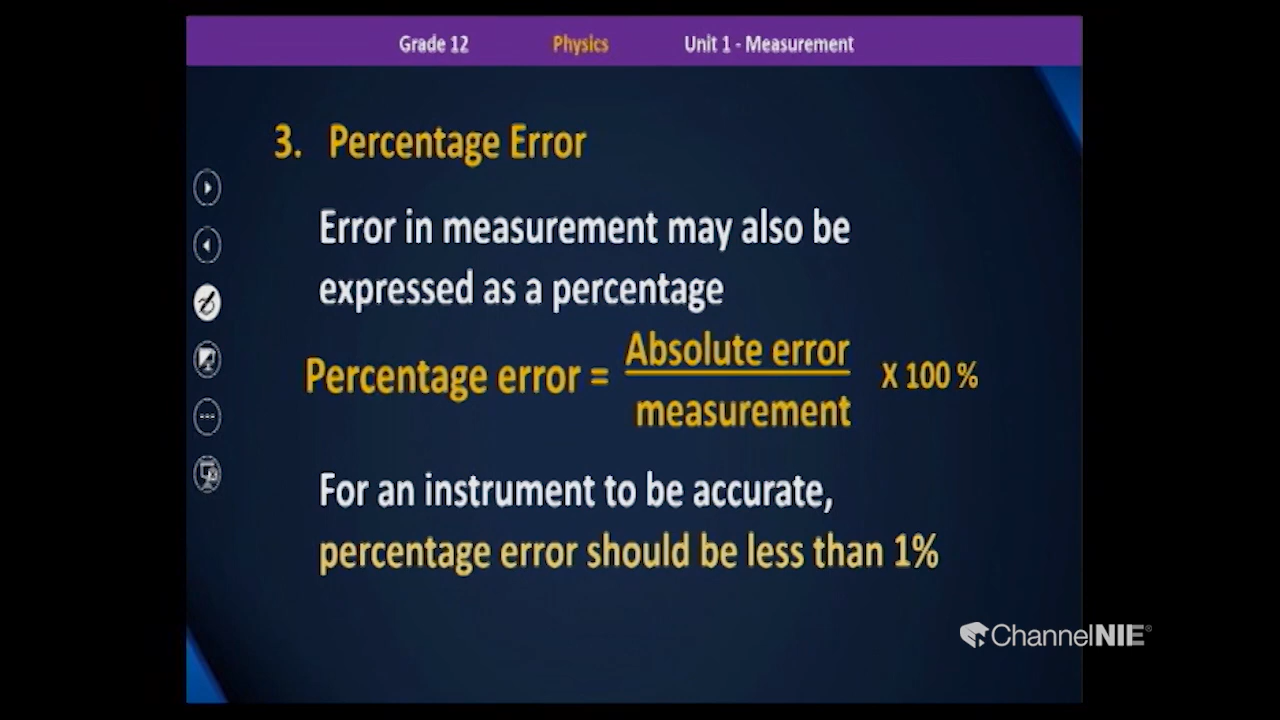 Grade 12 Physics Unit 1 - Measurement
3. Percentage Error
Error in measurement may also be
expressed as a percentage
Percentage error = Absolute error X 100 %
measurement
For an instrument to be accurate,
percentage error should be less than 1%
ChannelNIE®